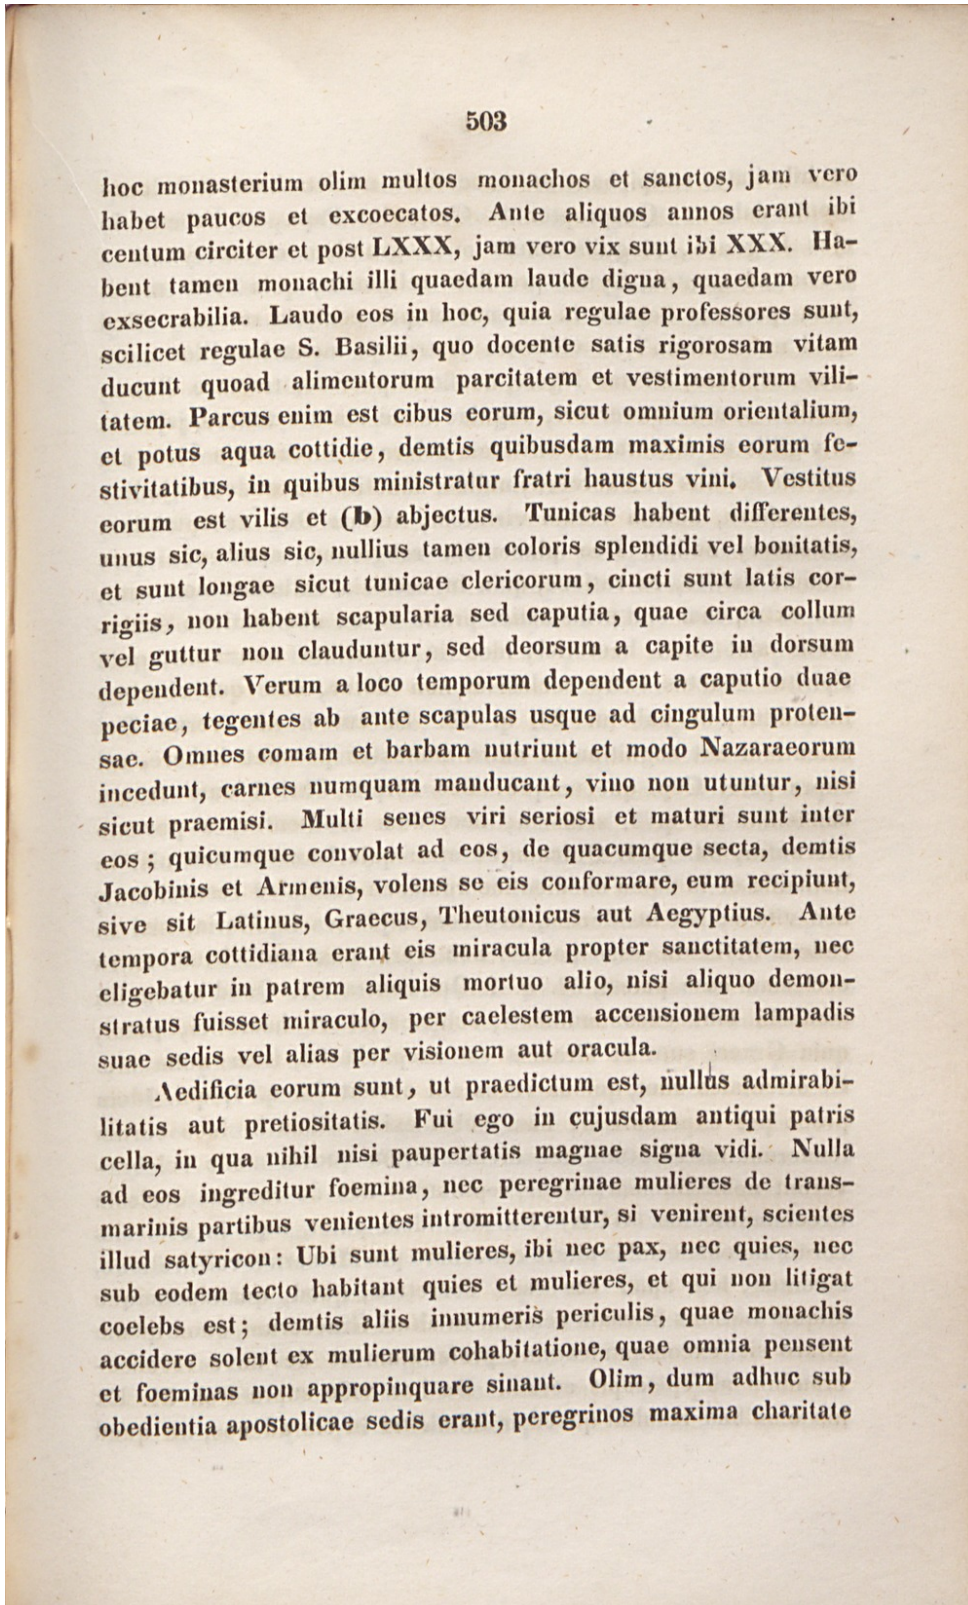 503
hoc monasterium olim multos monachos et sanctos, jam vero
habet paucos et excoecatos. Ante aliquos annos erant ibi
centum circiter et post LXXX, jam vero vix sunt ibi XXX. Ha-
bent tamen monachi illi quaedam laude digna, quaedam vero
exsecrabilia. Laudo eos in hoc, quia regulae professores sunt,
scilicet regulae S. Basilii, quo docente satis rigorosam vitam
ducunt quoad alimentorum parcitatem et vestimentorum vili-
tatem. Parcus enim est cibus eorum, sicut omnium orientalium,
et potus aqua cottidie, demtis quibusdam maximis eorum fe-
stivitatibus, in quibus ministratur fratri haustus vini. Vestitus
eorum est vilis et (b) abjectus. Tunicas habent differentes,
unus sic, alius sic, nullius tamen coloris splendidi vel bonitatis,
et sunt longae sicut tunicae clericorum, cincti sunt latis cor-
rigiis, non habent scapularia sed caputia, quae circa collum
vel guttur non clauduntur, sed deorsum a capite in dorsum
dependent. Verum a loco temporum dependent a caputio duae
peciae, tegentes ab ante scapulas usque ad cingulum proten-
sae. Omnes comam et barbam nutriunt et modo Nazaraeorum
incedunt, carnes numquam manducant, vino non utuntur, nisi
sicut praemisi. Multi senes viri seriosi et maturi sunt inter
eos; quicumque convolat ad eos, de quacumque secta, demtis
Jacobinis et Armenis, volens se eis conformare, eum recipiunt,
sive sit Latinus, Graecus, Theutonicus aut Aegyptius. Ante
tempora cottidiana erant eis miracula propter sanctitatem, nec
eligebatur in patrem aliquis mortuo alio, nisi aliquo demon-
stratus fuisset miraculo, per caelestem accensionem lampadis
suae sedis vel alias per visionem aut oracula.
Aedificia eorum sunt, ut praedictum est, nullus admirabi-
litatis aut pretiositatis. Fui ego in cujusdam antiqui patris
cella, in qua nihil nisi paupertatis magnae signa vidi. Nulla
ad eos ingreditur foemina, nec peregrinae mulieres de trans-
marinis partibus venientes intromitterentur, si venirent, scientes
illud satyricon: Ubi sunt mulieres, ibi nec pax, nec quies, nec
sub eodem tecto habitant quies et mulieres, et qui non litigat
coelebs est; demtis aliis innumeris periculis, quae monachis
accidere solent ex mulierum cohabitatione, quae omnia pensent
et foeminas non appropinquare sinant. Olim, dum adhuc sub
obedientia apostolicae sedis erant, peregrinos maxima charitate